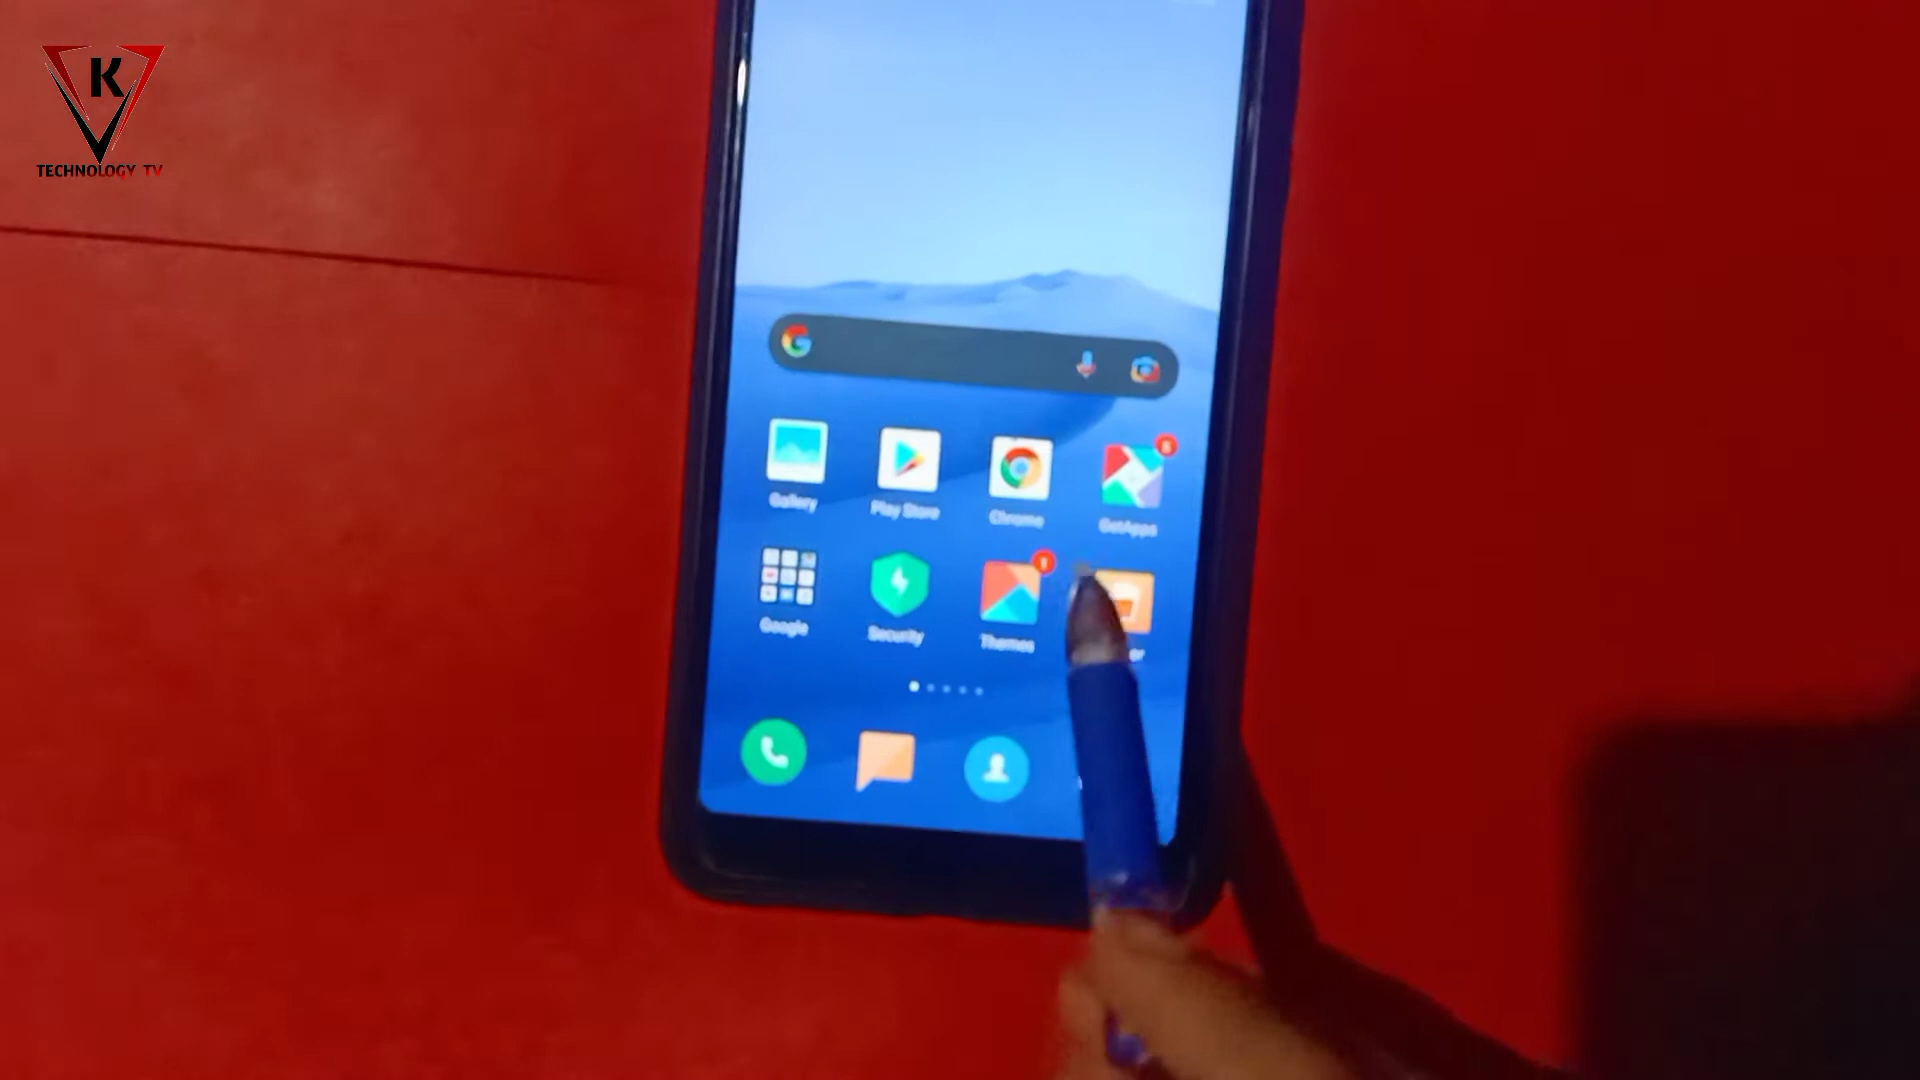 K
TECHNOLOGY TV
Gallery
Play Store
Chrome
GetApps
Google
Security
Themes